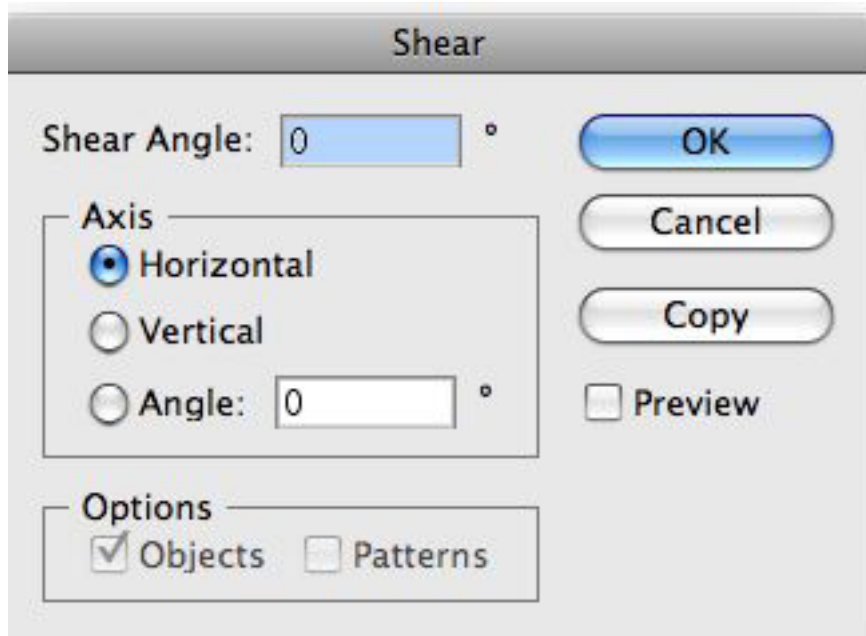 Shear
Shear Angle: 0 °
OK
Axis
Cancel
Horizontal
Copy
Vertical
Angle: 0 °
Preview
Options
Objects Patterns